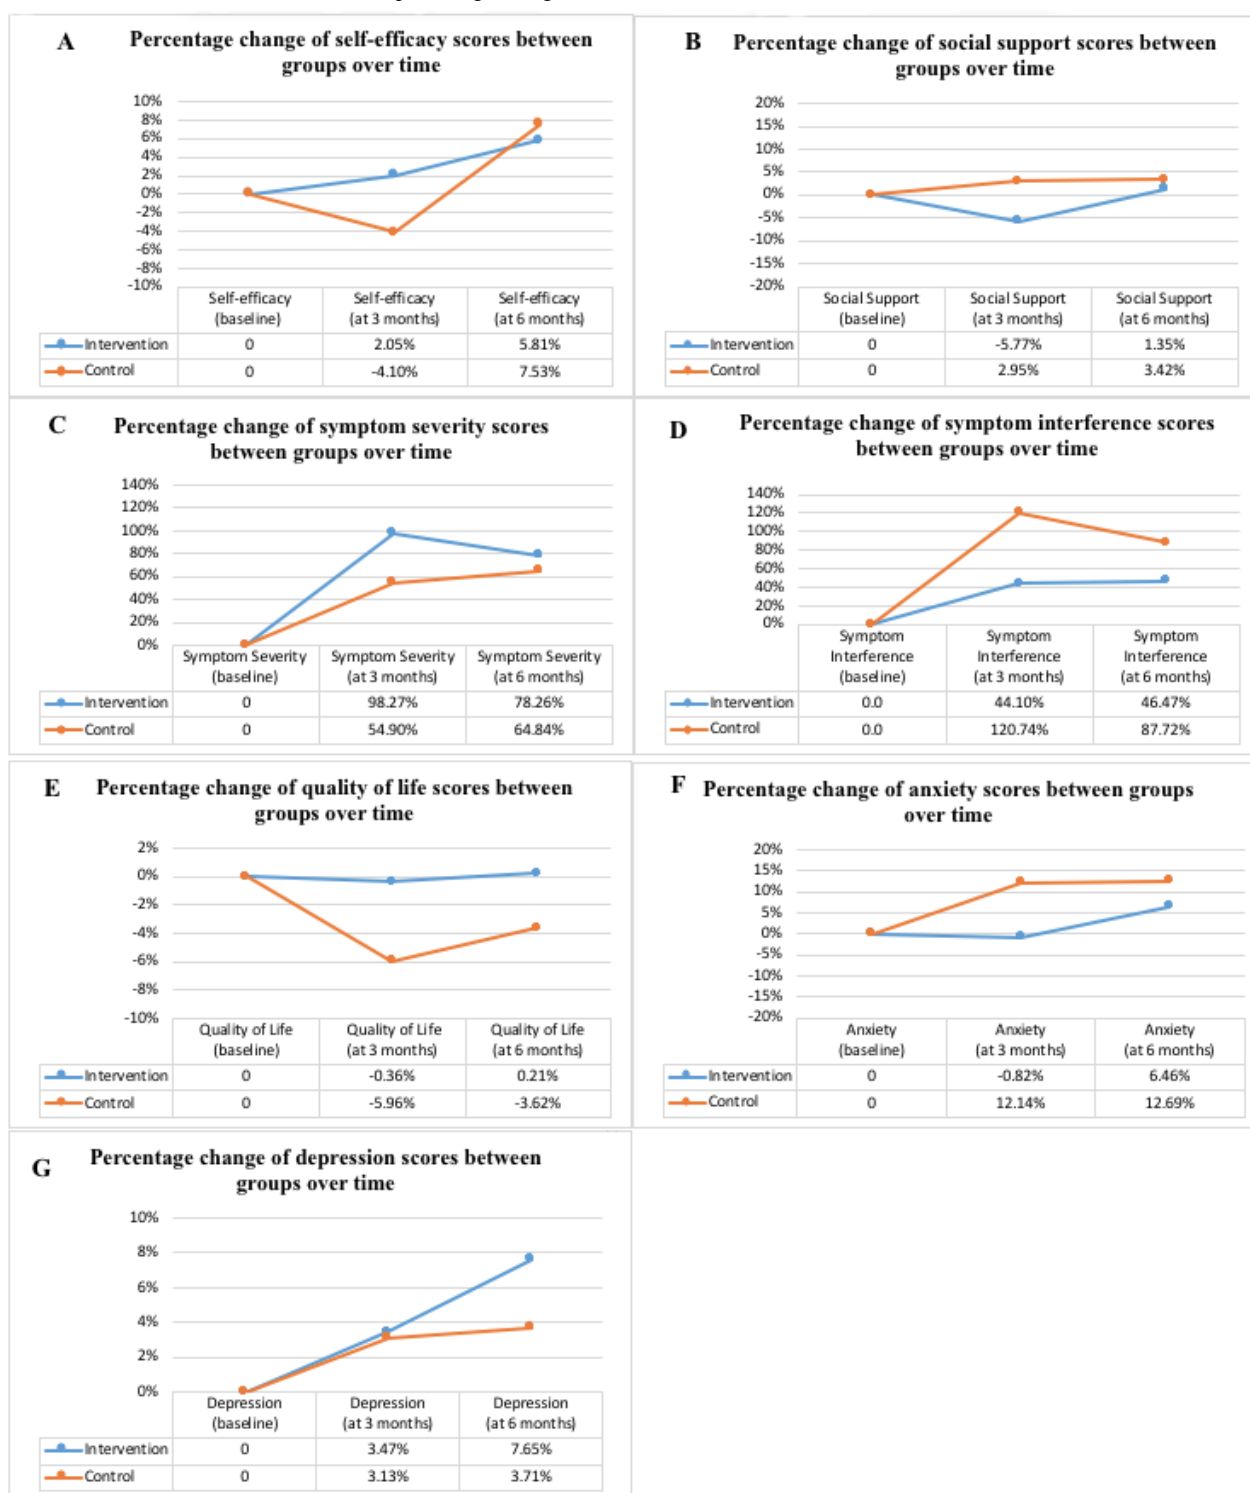 A
Percentage change of self-efficacy scores between
groups over time
10%
8%
6%
4%
2%
0%
-2%
-4%
-6%
-8%
-10%
Self-efficacy Self-efficacy Self-efficacy
(baseline) (at 3 months) (at 6 months)
Intervention 0 2.05% 5.81%
Control 0 -4.10% 7.53%
B
Percentage change of social support scores between
groups over time
20%
15%
10%
5%
0%
-5%
-10%
-15%
-20%
Social Support Social Support Social Support
(baseline) (at 3 months) (at 6 months)
Intervention 0 -5.77% 1.35%
Control 0 2.95% 3.42%
C
Percentage change of symptom severity scores
between groups over time
140%
120%
100%
80%
60%
40%
20%
0%
Symptom Severity Symptom Severity Symptom Severity
(baseline) (at 3 months) (at 6 months)
Intervention 0 98.27% 78.26%
Control 0 54.90% 64.84%
D
Percentage change of symptom interference scores
between groups over time
140%
120%
100%
80%
60%
40%
20%
0%
Symptom Symptom Symptom
Interference Interference Interference
(baseline) (at 3 months) (at 6 months)
Intervention 0.0 44.10% 46.47%
Control 0.0 120.74% 87.72%
E
Percentage change of quality of life scores between
groups over time
2%
0%
-2%
-4%
-6%
-8%
-10%
Quality of Life Quality of Life Quality of Life
(baseline) (at 3 months) (at 6 months)
Intervention 0 -0.36% 0.21%
Control 0 -5.96% -3.62%
F
Percentage change of anxiety scores between groups
over time
20%
15%
10%
5%
0%
-5%
-10%
-15%
-20%
Anxiety Anxiety Anxiety
(baseline) (at 3 months) (at 6 months)
Intervention 0 -0.82% 6.46%
Control 0 12.14% 12.69%
G
Percentage change of depression scores between
groups over time
10%
8%
6%
4%
2%
0%
Depression Depression Depression
(baseline) (at 3 months) (at 6 months)
Intervention 0 3.47% 7.65%
Control 0 3.13% 3.71%